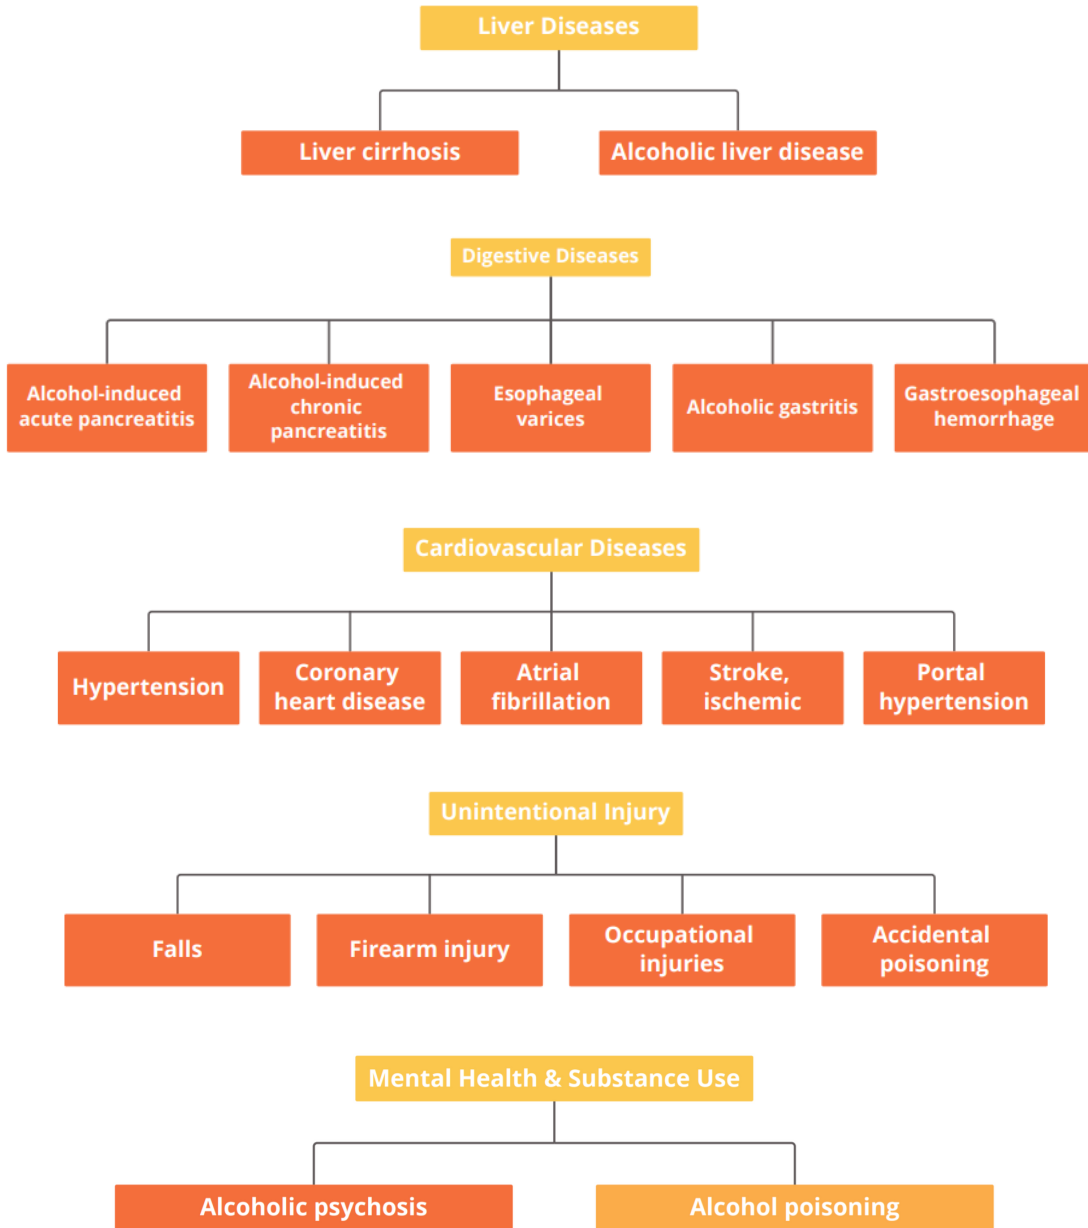 Liver Diseases
Liver cirrhosis
Alcoholic liver disease
Digestive Diseases
Alcohol-induced
acute pancreatitis
Alcohol-induced
chronic
pancreatitis
Esophageal
varices
Alcoholic gastritis
Gastroesophageal
hemorrhage
Cardiovascular Diseases
Hypertension
Coronary
heart disease
Atrial
fibrillation
Stroke,
ischemic
Portal
hypertension
Unintentional Injury
Falls
Firearm injury
Occupational
injuries
Accidental
poisoning
Mental Health & Substance Use
Alcoholic psychosis
Alcohol poisoning